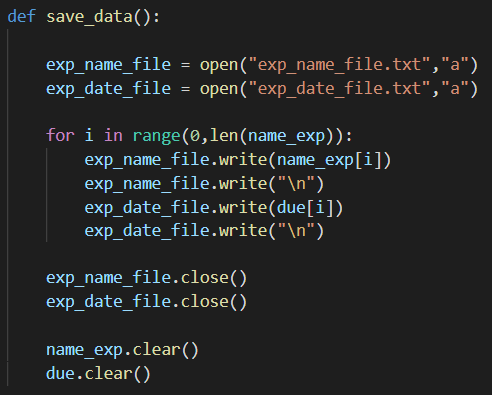 def save_data():
    exp_name_file = open("exp_name_file.txt","a")
    exp_date_file = open("exp_date_file.txt","a")
    for i in range(0,len(name_exp)):
        exp_name_file.write(name_exp[i])
        exp_name_file.write("\n")
        exp_date_file.write(due[i])
        exp_date_file.write("\n")
    exp_name_file.close()
    exp_date_file.close()
    name_exp.clear()
    due.clear()